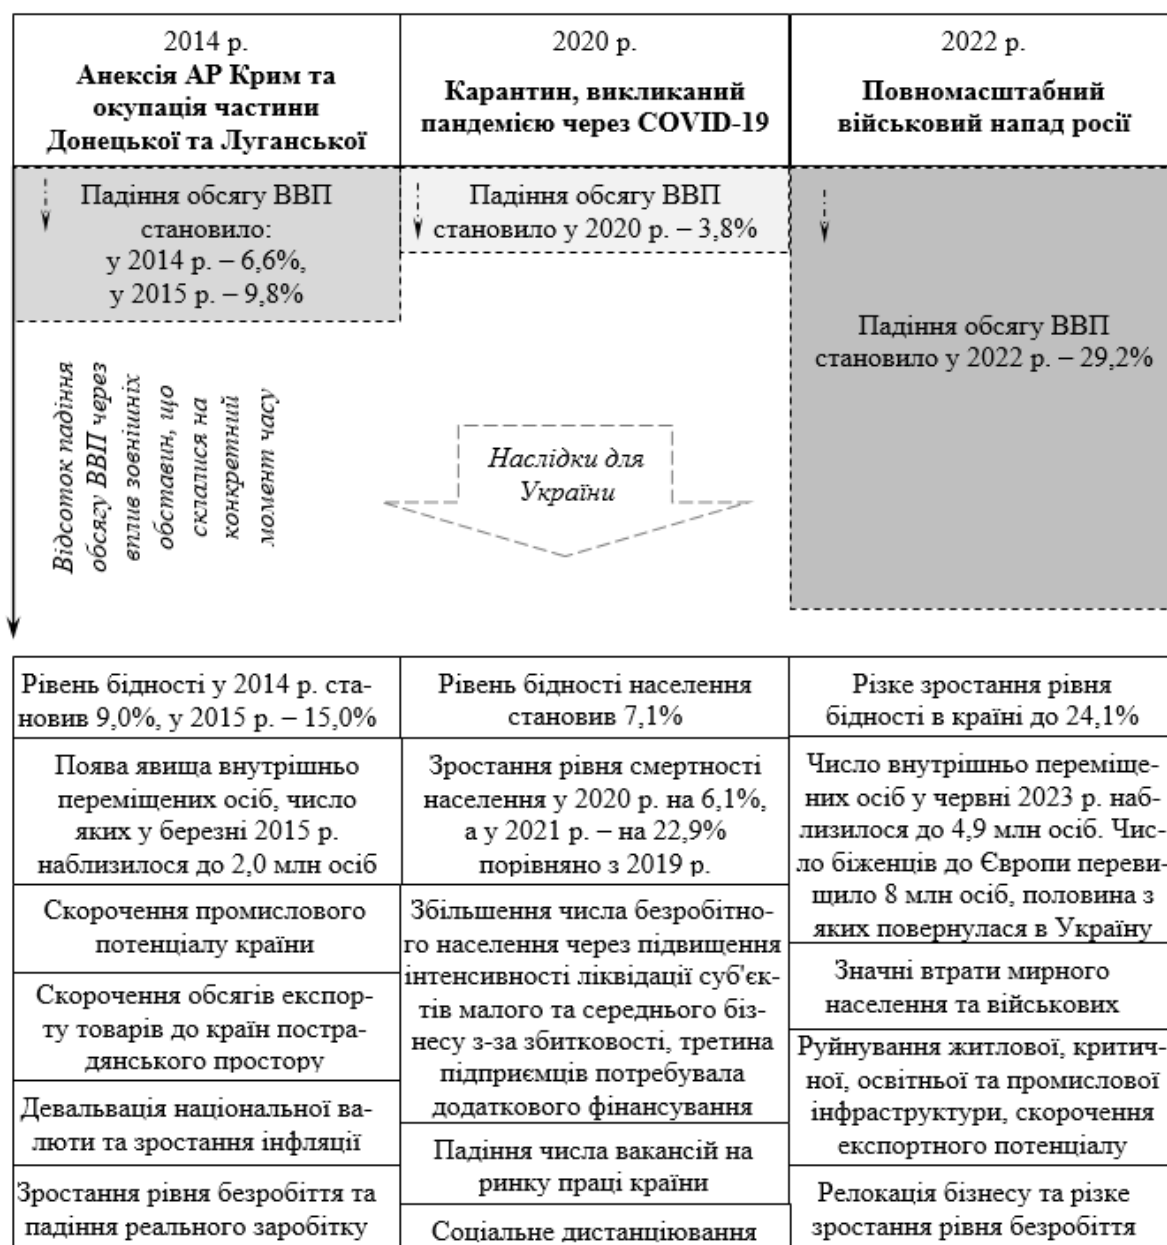 2014 р.
Анексія АР Крим та
окупація частини
Донецької та Луганської
2020 р.
Карантин, викликаний
пандемією через COVID-19
2022 р.
Повномасштабний
військовий напад росії
Падіння обсягу ВВП
становило:
у 2014 р. – 6,6%,
у 2015 р. – 9,8%
Падіння обсягу ВВП
становило у 2020 р. – 3,8%
Падіння обсягу ВВП
становило у 2022 р. – 29,2%
Відсоток падіння
обсягу ВВП через
вплив зовнішніх
обставин, що
склалися на
конкретний
момент часу
Наслідки для
України
Рівень бідності у 2014 р. ста-
новив 9,0%, у 2015 р. – 15,0%
Поява явища внутрішньо
переміщених осіб, число
яких у березні 2015 р.
наблизилося до 2,0 млн осіб
Скорочення промислового
потенціалу країни
Скорочення обсягів експор-
ту товарів до країн постра-
дянського простору
Девальвація національної ва-
люти та зростання інфляції
Зростання рівня безробіття та
падіння реального заробітку
Рівень бідності населення
становив 7,1%
Зростання рівня смертності
населення у 2020 р. на 6,1%,
а у 2021 р. – на 22,9%
порівняно з 2019 р.
Збільшення числа безробітно-
го населення через підвищення
інтенсивності ліквідації суб'єк-
тів малого та середнього біз-
несу з-за збитковості, третина
підприємців потребувала
додаткового фінансування
Падіння числа вакансій на
ринку праці країни
Соціальне дистанціювання
Різке зростання рівня
бідності в країні до 24,1%
Число внутрішньо переміще-
них осіб у червні 2023 р. наб-
лизилося до 4,9 млн осіб. Чис-
ло біженців до Європи переви-
щило 8 млн осіб, половина з
яких повернулася в Україну
Значні втрати мирного
населення та військових
Руйнування житлової, критич-
ної, освітньої та промислової
інфраструктури, скорочення
експортного потенціалу
Релокація бізнесу та різке
зростання рівня безробіття